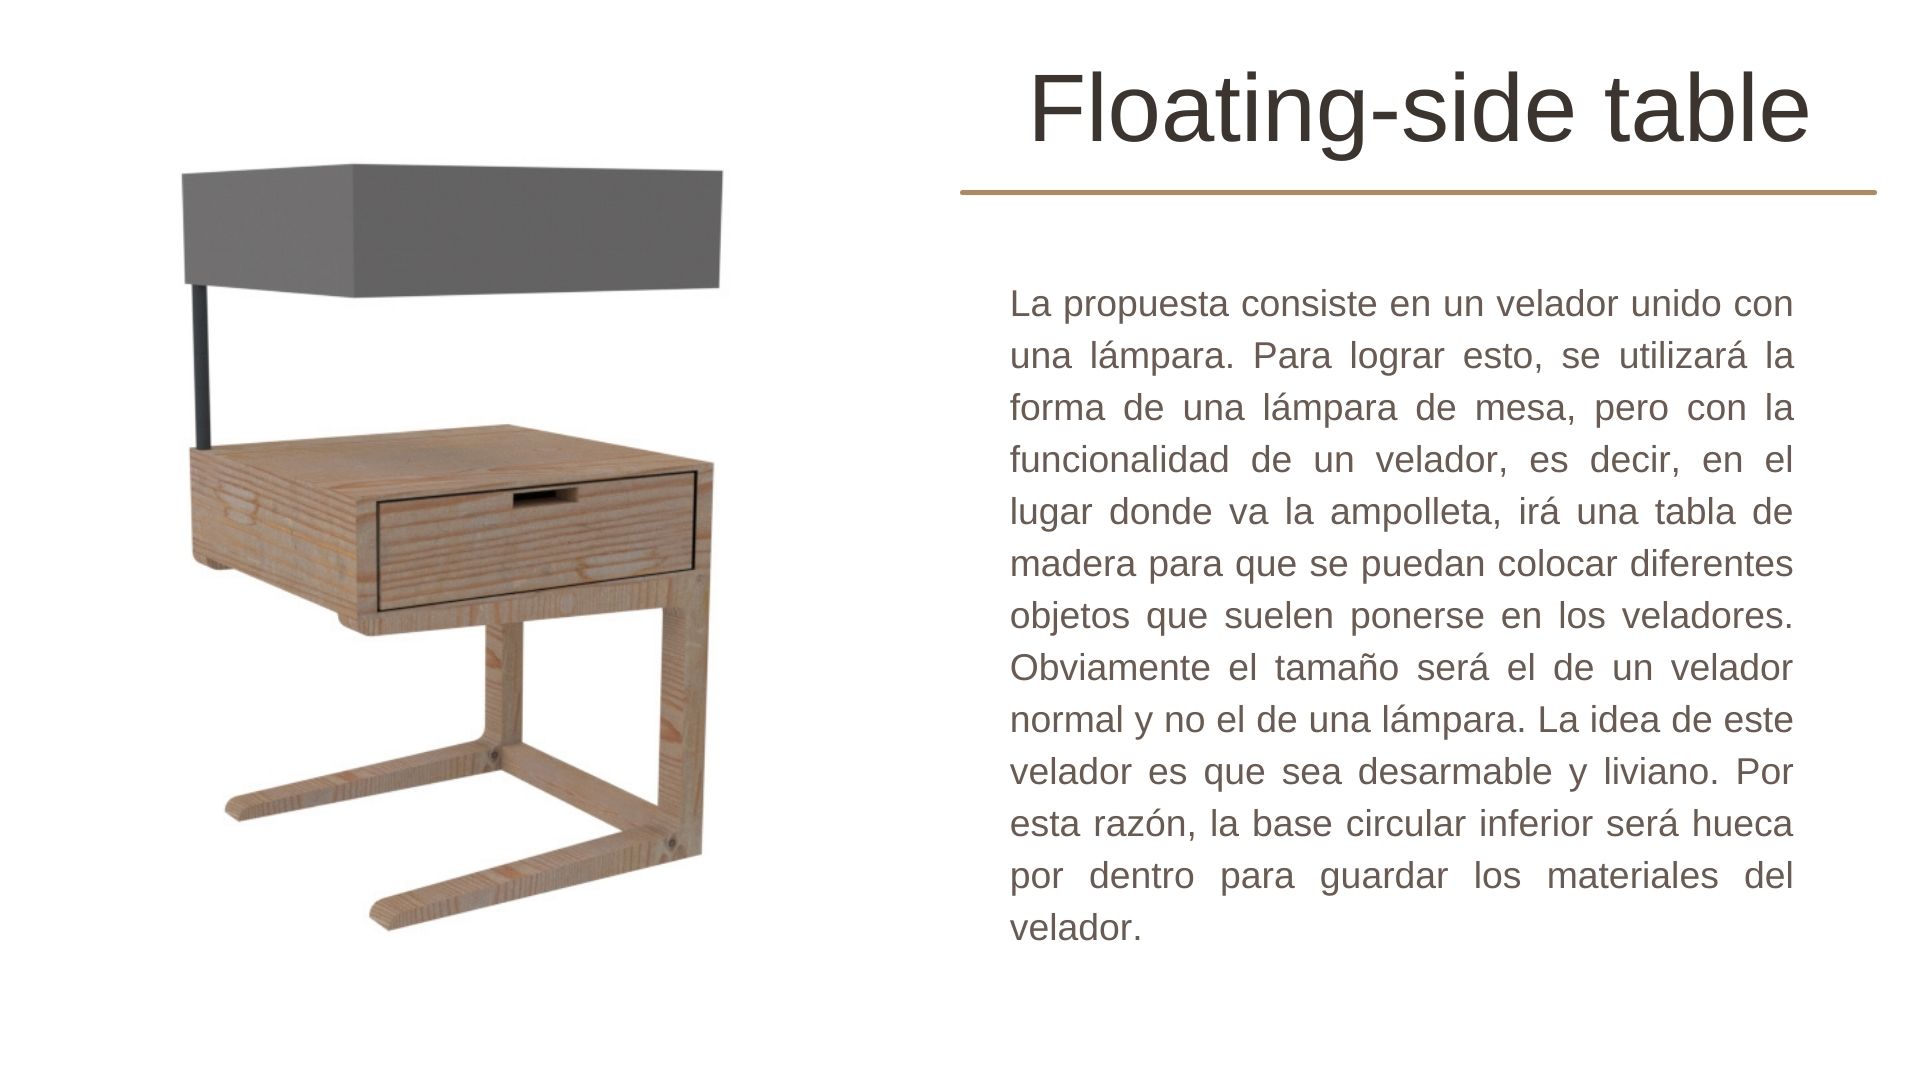 Floating-side table
La propuesta consiste en un velador unido con
una lámpara. Para lograr esto, se utilizará la
forma de una lámpara de mesa, pero con la
funcionalidad de un velador, es decir, en el
lugar donde va la ampolleta, irá una tabla de
madera para que se puedan colocar diferentes
objetos que suelen ponerse en los veladores.
Obviamente el tamaño será el de un velador
normal y no el de una lámpara. La idea de este
velador es que sea desarmable y liviano. Por
esta razón, la base circular inferior será hueca
por dentro para guardar los materiales del
velador.